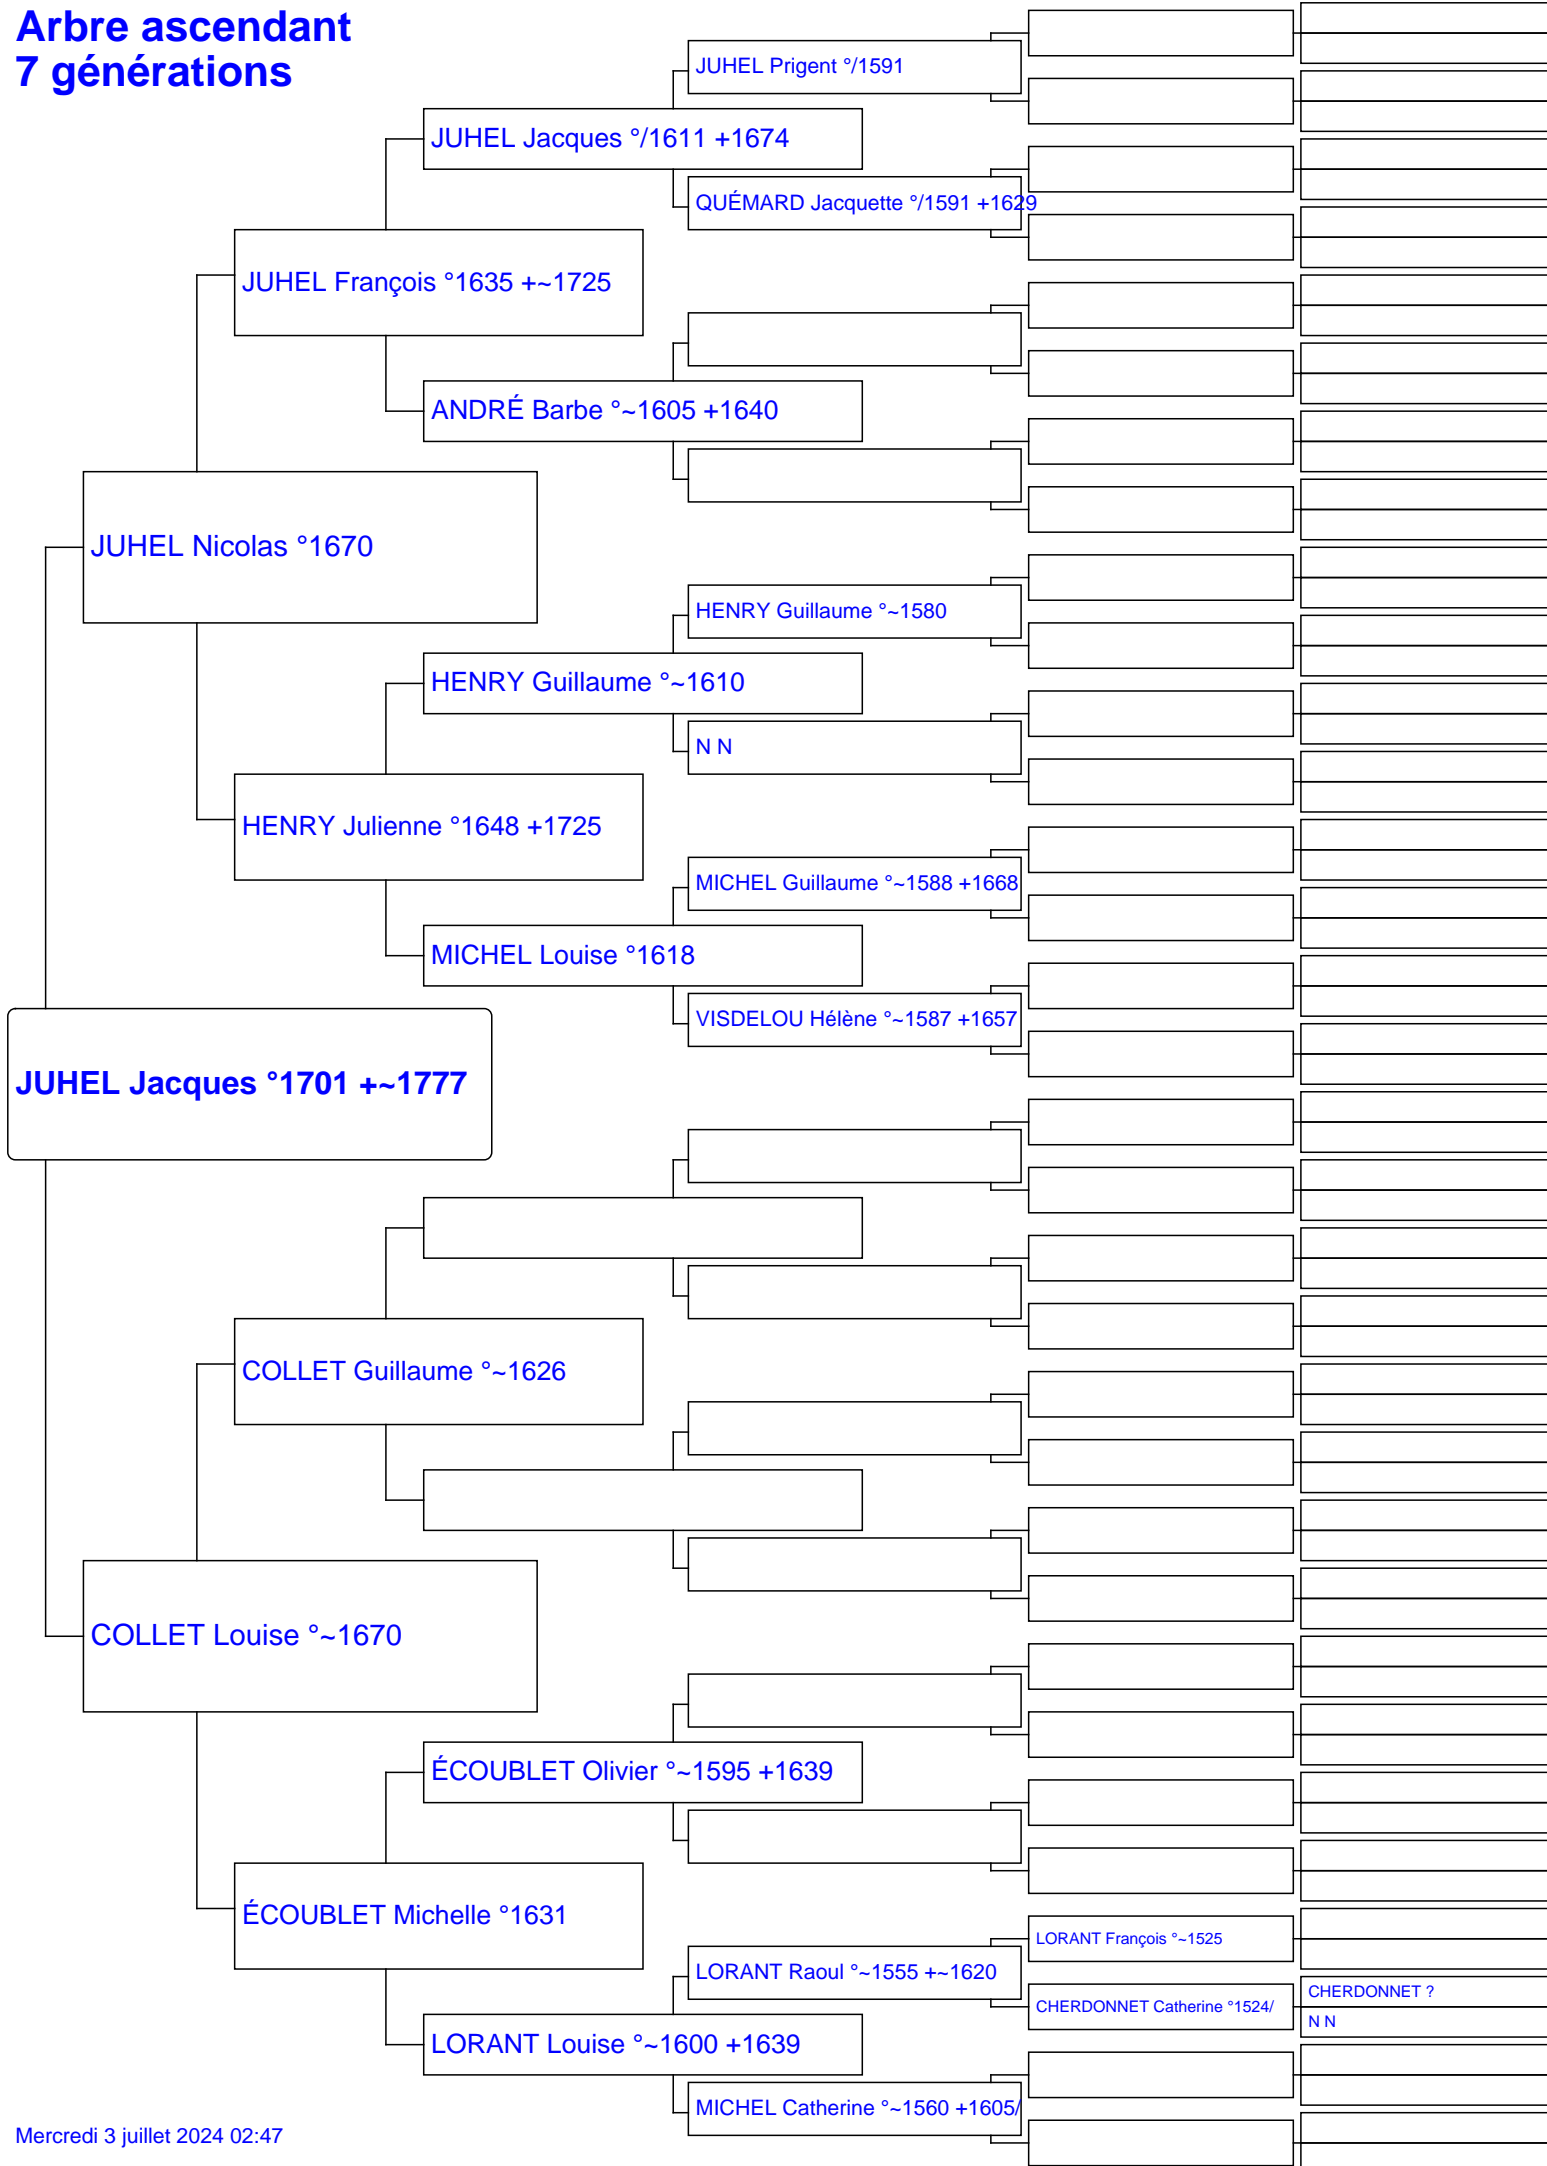 Arbre ascendant
7 générations
JUHEL Prigent °/1591
JUHEL Jacques °/1611 +1674
QUÉMARD Jacquette °/1591 +1629
JUHEL François °1635 +~1725
ANDRÉ Barbe °~1605 +1640
JUHEL Nicolas °1670
HENRY Guillaume °~1580
HENRY Guillaume °~1610
N N
HENRY Julienne °1648 +1725
MICHEL Guillaume °~1588 +1668
MICHEL Louise °1618
VISDELOU Hélène °~1587 +1657
JUHEL Jacques °1701 +~1777
COLLET Guillaume °~1626
COLLET Louise °~1670
ÉCOUBLET Olivier °~1595 +1639
ÉCOUBLET Michelle °1631
LORANT François °~1525
LORANT Raoul °~1555 +~1620
CHERDONNET ?
CHERDONNET Catherine °1524/
N N
LORANT Louise °~1600 +1639
MICHEL Catherine °~1560 +1605/
Mercredi 3 juillet 2024 02:47